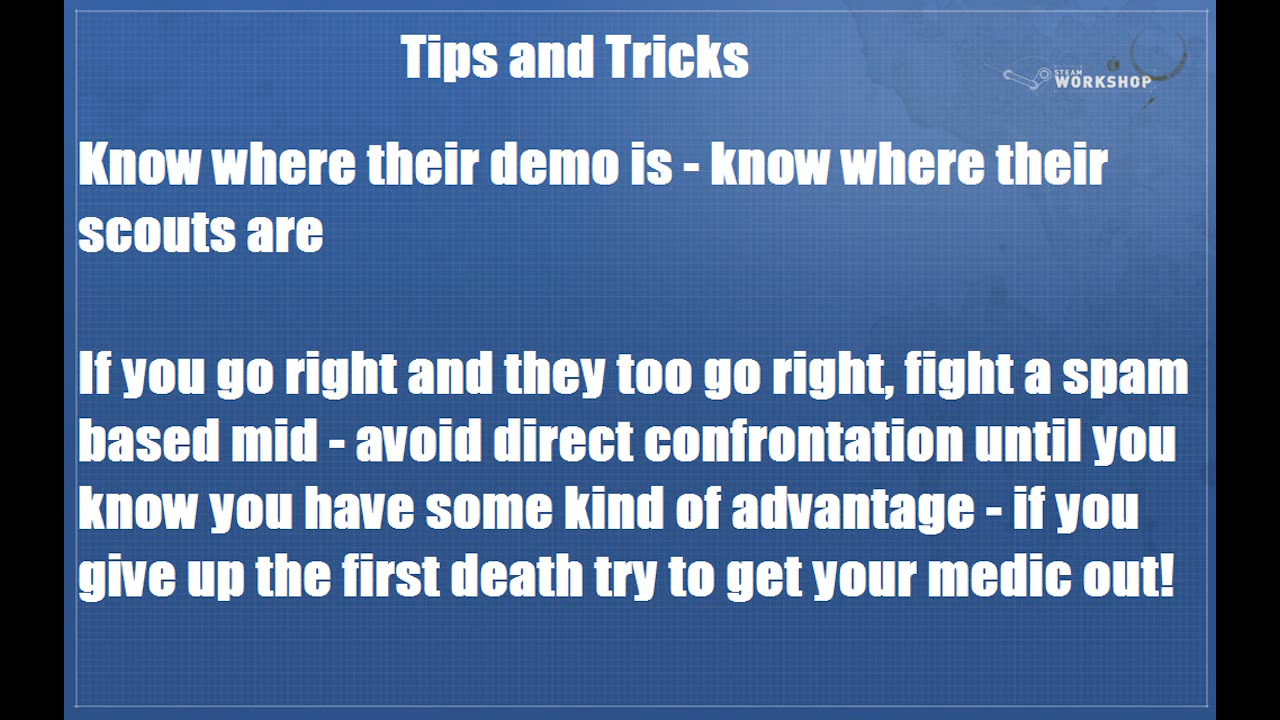 Tips and Tricks
STEAM
WORKSHOP
Know where their demo is - know where their
scouts are
If you go right and they too go right, fight a spam
based mid - avoid direct confrontation until you
know you have some kind of advantage - if you
give up the first death try to get your medic out!